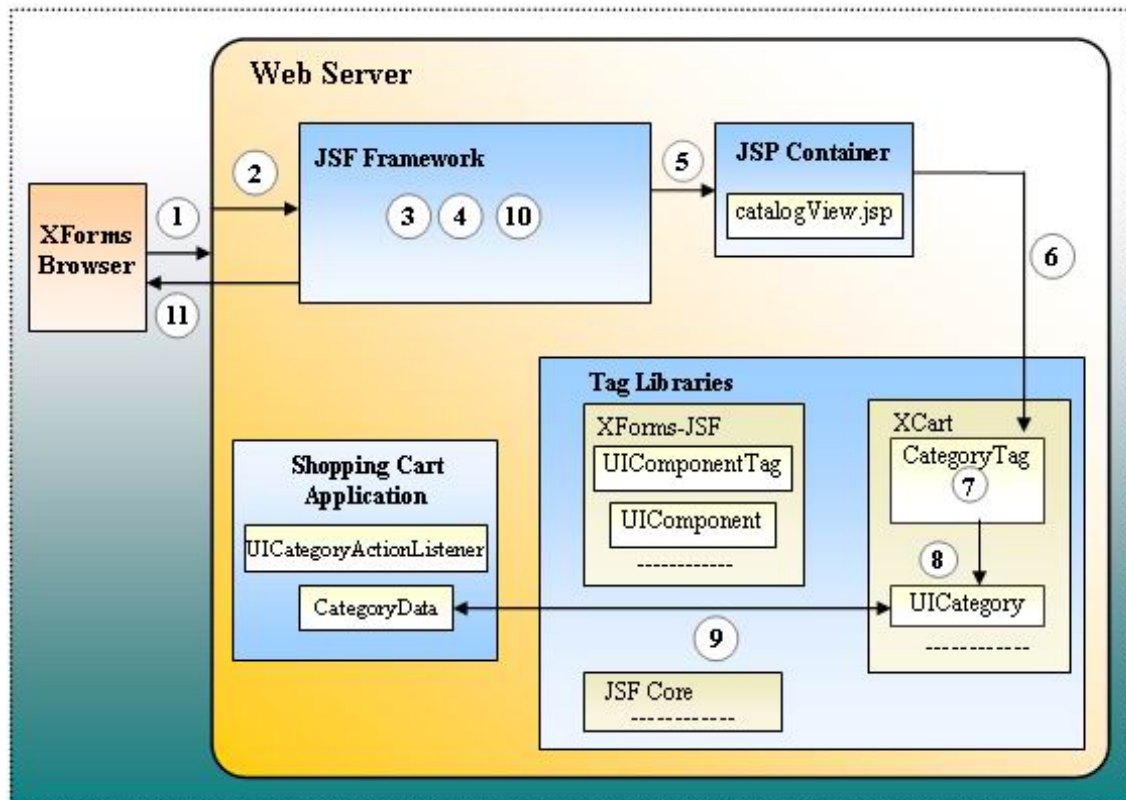 Web Server
JSF Framework
JSP Container
catalogView.jsp
XForms
Browser
1
2
3
4
10
5
6
11
Tag Libraries
XForms-JSF
UIComponentTag
UIComponent
------------
XCart
CategoryTag
7
8
UICategory
------------
Shopping Cart
Application
UICategoryActionListener
CategoryData
9
JSF Core
------------